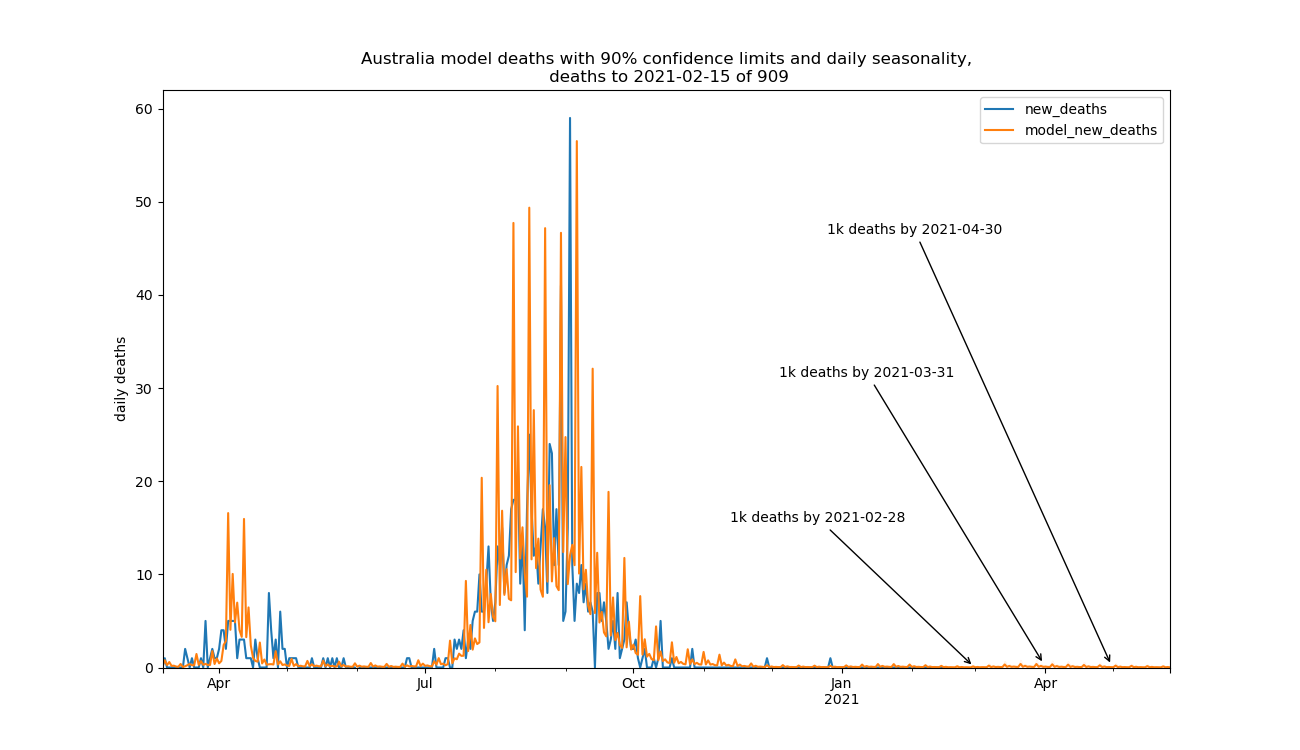 Australia model deaths with 90% confidence limits and daily seasonality,
deaths to 2021-02-15 of 909
new_deaths
model_new_deaths
daily deaths
60
50
40
30
20
10
0
1k deaths by 2021-04-30
1k deaths by 2021-03-31
1k deaths by 2021-02-28
Apr
Jul
Oct
Jan
2021
Apr